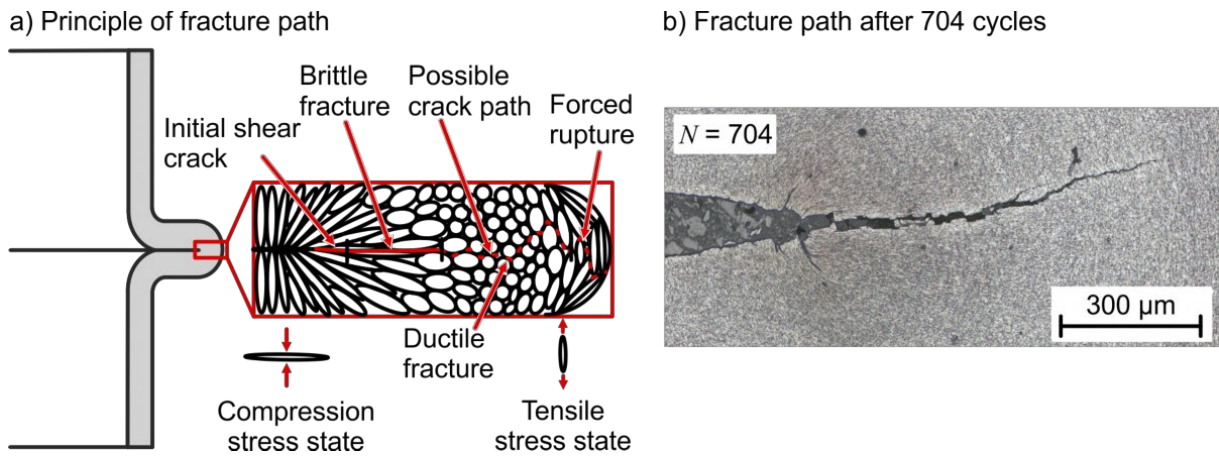 a) Principle of fracture path
Brittle
fracture
Possible
crack path
Forced
rupture
Initial shear
crack
Ductile
fracture
Compression
stress state
Tensile
stress state
b) Fracture path after 704 cycles
N = 704
300 µm